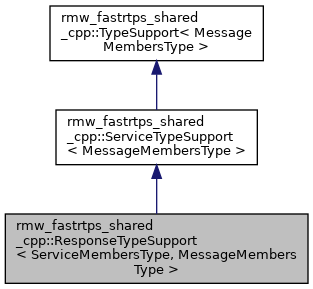 rmw_fastrtps_shared
_cpp::TypeSupport< Message
MembersType >
rmw_fastrtps_shared
_cpp::ServiceTypeSupport
< MessageMembersType >
rmw_fastrtps_shared
_cpp::ResponseTypeSupport
< ServiceMembersType, MessageMembers
Type >